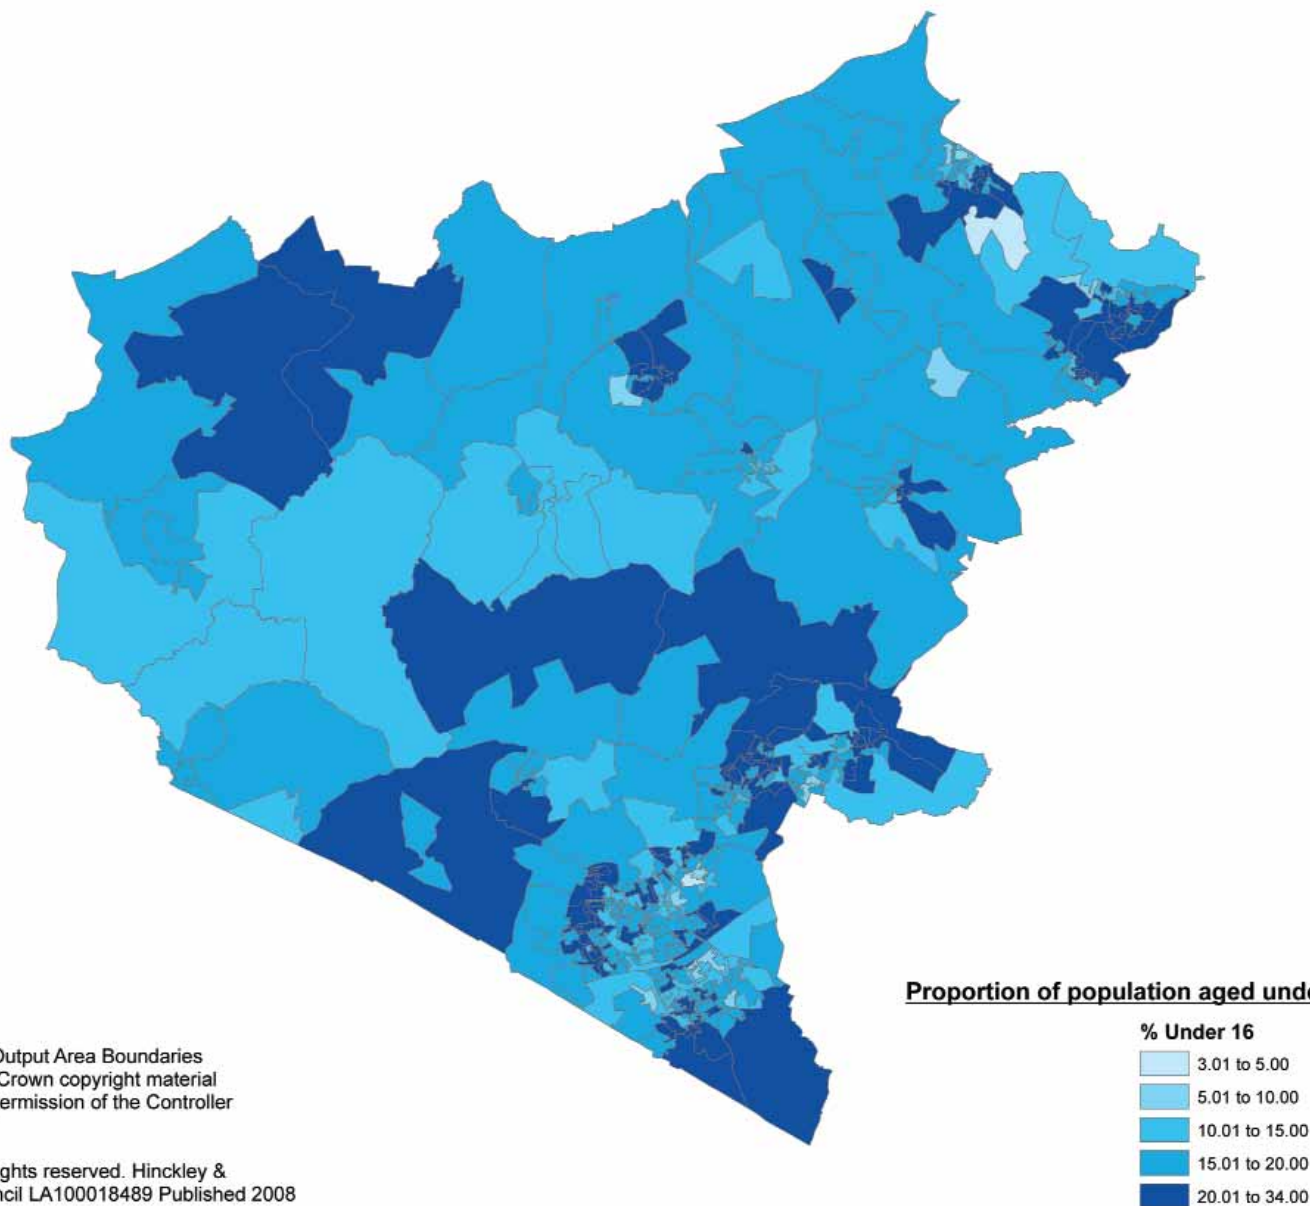 Output Area Boundaries
Crown copyright material
ermission of the Controller
ghts reserved. Hinckley &
ncil LA100018489 Published 2008
Proportion of population aged unde
% Under 16
3.01 to 5.00
5.01 to 10.00
10.01 to 15.00
15.01 to 20.00
20.01 to 34.00